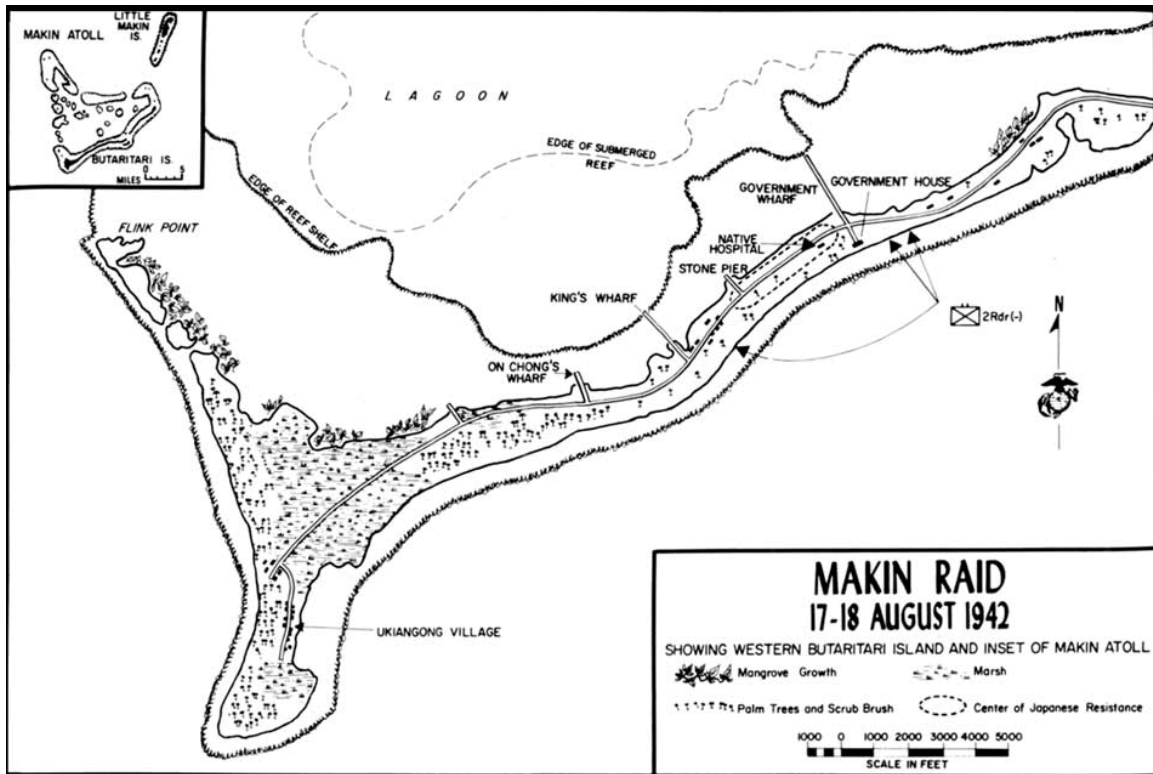 LITTLE
MAKIN
IS.
MAKIN ATOLL
BUTARITARI IS.
0 5
MILES
LAGOON
EDGE OF SUBMERGED
REEF
EDGE OF REEF SHELF
FLINK POINT
GOVERNMENT
WHARF
GOVERNMENT HOUSE
NATIVE
HOSPITAL
STONE PIER
KING'S WHARF
ON CHONG'S
WHARF
2Rdr(-)
N
UKIANGONG VILLAGE
MAKIN RAID
17-18 AUGUST 1942
SHOWING WESTERN BUTARITARI ISLAND AND INSET OF MAKIN ATOLL
Mangrove Growth
Marsh
Palm Trees and Scrub Brush
Center of Japanese Resistance
1000 0 1000 2000 3000 4000 5000
SCALE IN FEET